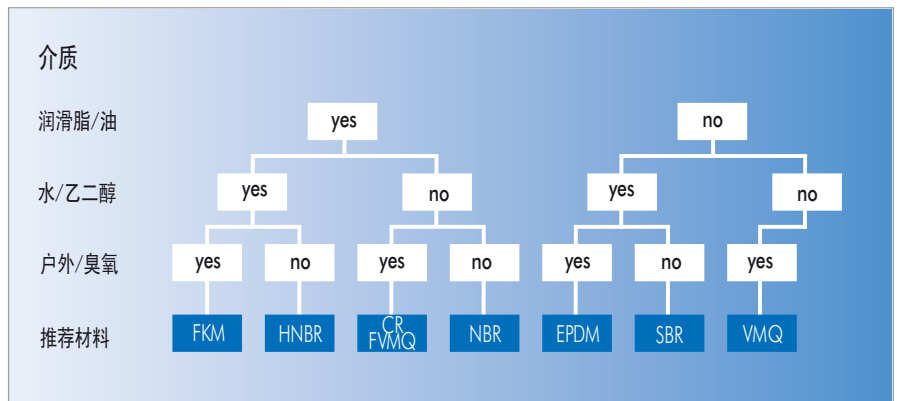 介质
润滑脂/油 yes no
水/乙二醇 yes no yes no
户外/臭氧 yes no yes no yes no yes
推荐材料 FKM HNBR CR FVMQ NBR EPDM SBR VMQ